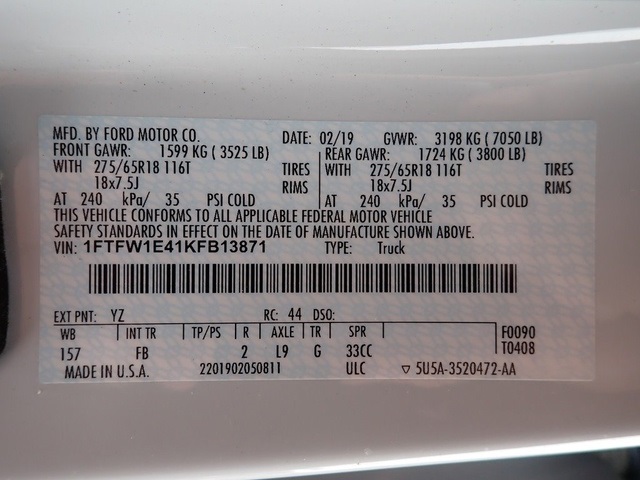 MFD. BY FORD MOTOR CO. DATE: 02/19 GVWR: 3198 KG ( 7050 LB)
FRONT GAWR: 1599 KG ( 3525 LB) REAR GAWR: 1724 KG ( 3800 LB)
WITH 275/65R18 116T TIRES WITH 275/65R18 116T TIRES
18x7.5J RIMS 18x7.5J RIMS
AT 240 kPa/ 35 PSI COLD AT 240 kPa/ 35 PSI COLD
THIS VEHICLE CONFORMS TO ALL APPLICABLE FEDERAL MOTOR VEHICLE
SAFETY STANDARDS IN EFFECT ON THE DATE OF MANUFACTURE SHOWN ABOVE.
VIN: 1FTFW1E41KFB13871 TYPE: Truck
EXT PNT: YZ RC: 44 DSO:
WB INT TR TP/PS R AXLE TR SPR F0090
157 FB 2 L9 G 33CC T0408
MADE IN U.S.A. 2201902050811 ULC ▽ 5U5A-3520472-AA